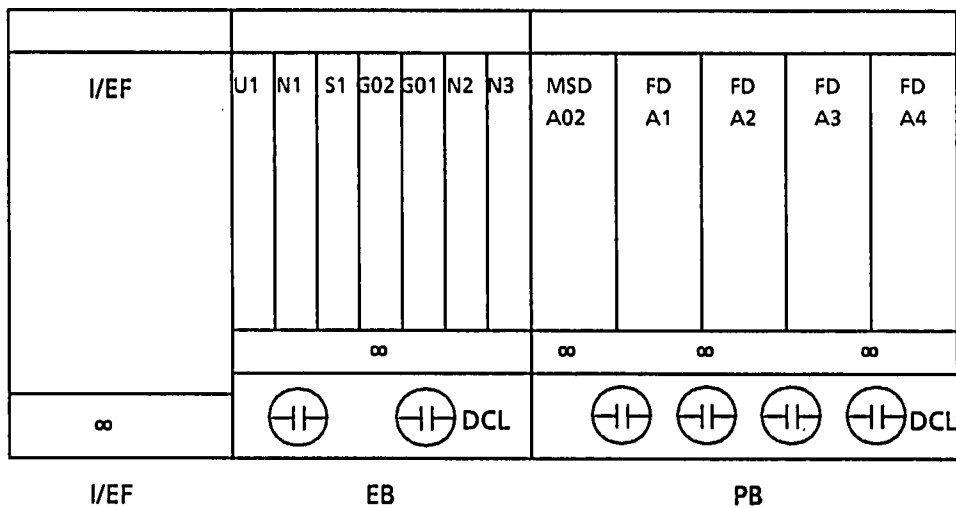 I/EF U1 N1 S1 G02 G01 N2 N3 MSD FD FD FD FD
A02 A1 A2 A3 A4
∞ ∞ ∞ ∞
∞ DCL DCL
I/EF EB PB